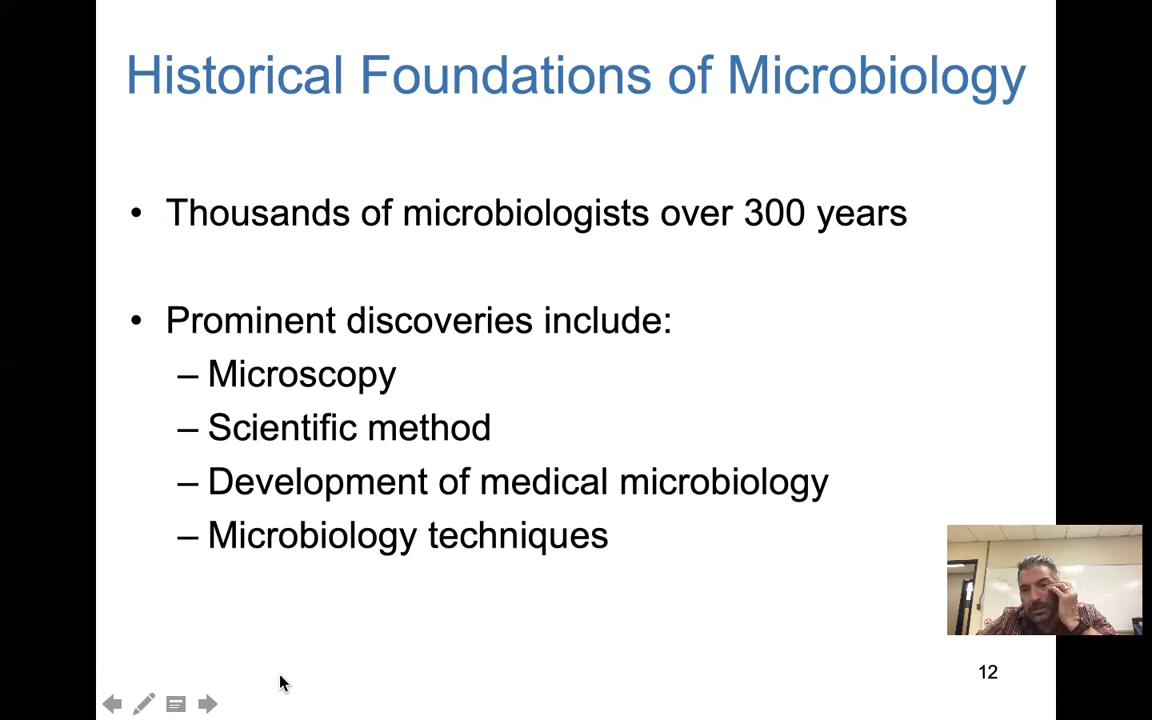 Historical Foundations of Microbiology
• Thousands of microbiologists over 300 years
• Prominent discoveries include:
– Microscopy
– Scientific method
– Development of medical microbiology
– Microbiology techniques
12